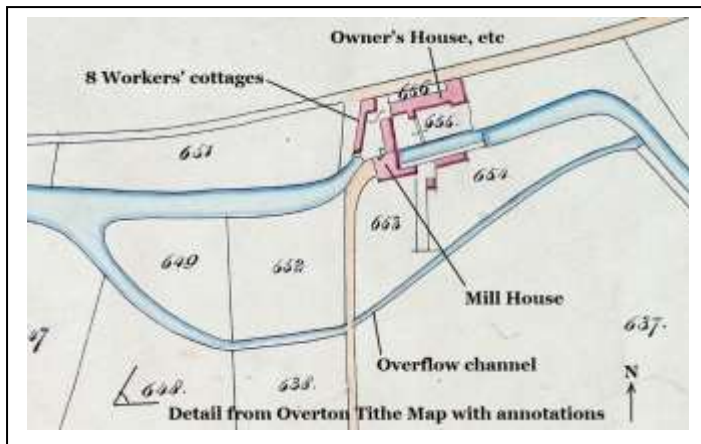 Owner's House, etc
8 Workers' cottages
656
655.
651
654
653
649
652
Mill House
637.
47
Overflow channel
N
648.
638.
Detail from Overton Tithe Map with annotations